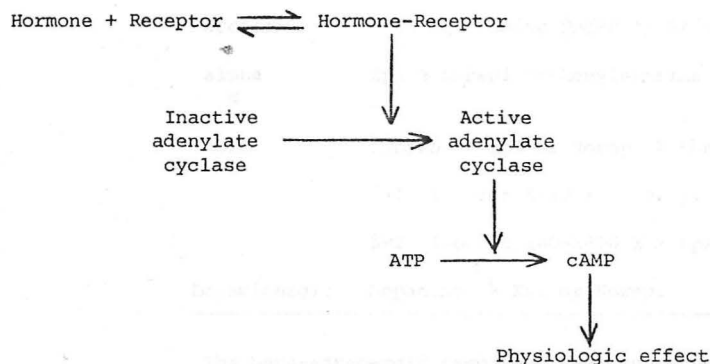 Hormone + Receptor Hormone-Receptor
Inactive adenylate cyclase
Active adenylate cyclase
ATP cAMP
Physiologic effect